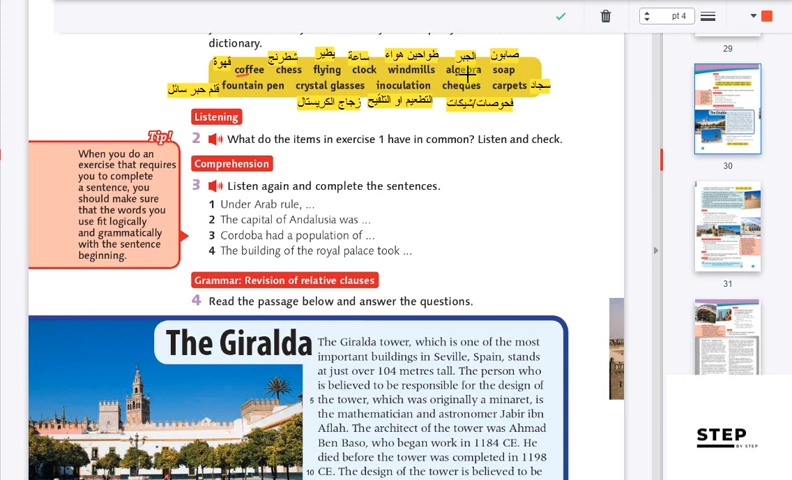 pt 4
dictionary.
قهوة شطرنج يطير ساعة طواحين هواء الجبر صابون
coffee chess flying clock windmills algebra soap
قلم حبر سائل fountain pen crystal glasses inoculation cheques carpets سجاد
زجاج الكريستال التطعيم او التلقيح فحوصات/شيكات
Listening
2 What do the items in exercise 1 have in common? Listen and check.
Tip!
When you do an
exercise that requires
you to complete
a sentence, you
should make sure
that the words you
use fit logically
and grammatically
with the sentence
beginning.
Comprehension
3 Listen again and complete the sentences.
1 Under Arab rule, ...
2 The capital of Andalusia was ...
3 Cordoba had a population of ...
4 The building of the royal palace took ...
Grammar: Revision of relative clauses
4 Read the passage below and answer the questions.
The Giralda
The Giralda tower, which is one of the most
important buildings in Seville, Spain, stands
at just over 104 metres tall. The person who
is believed to be responsible for the design of
5 the tower, which was originally a minaret, is
the mathematician and astronomer Jabir ibn
Aflah. The architect of the tower was Ahmad
Ben Baso, who began work in 1184 CE. He
died before the tower was completed in 1198
10 CE. The design of the tower is believed to be
29
30
31
STEP
BY STEP